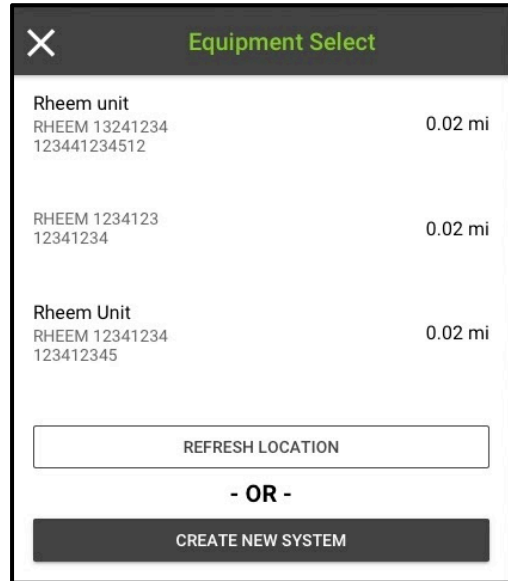 Equipment Select
Rheem unit
RHEEM 13241234
123441234512
0.02 mi
RHEEM 1234123
12341234
0.02 mi
Rheem Unit
RHEEM 12341234
123412345
0.02 mi
REFRESH LOCATION
- OR -
CREATE NEW SYSTEM